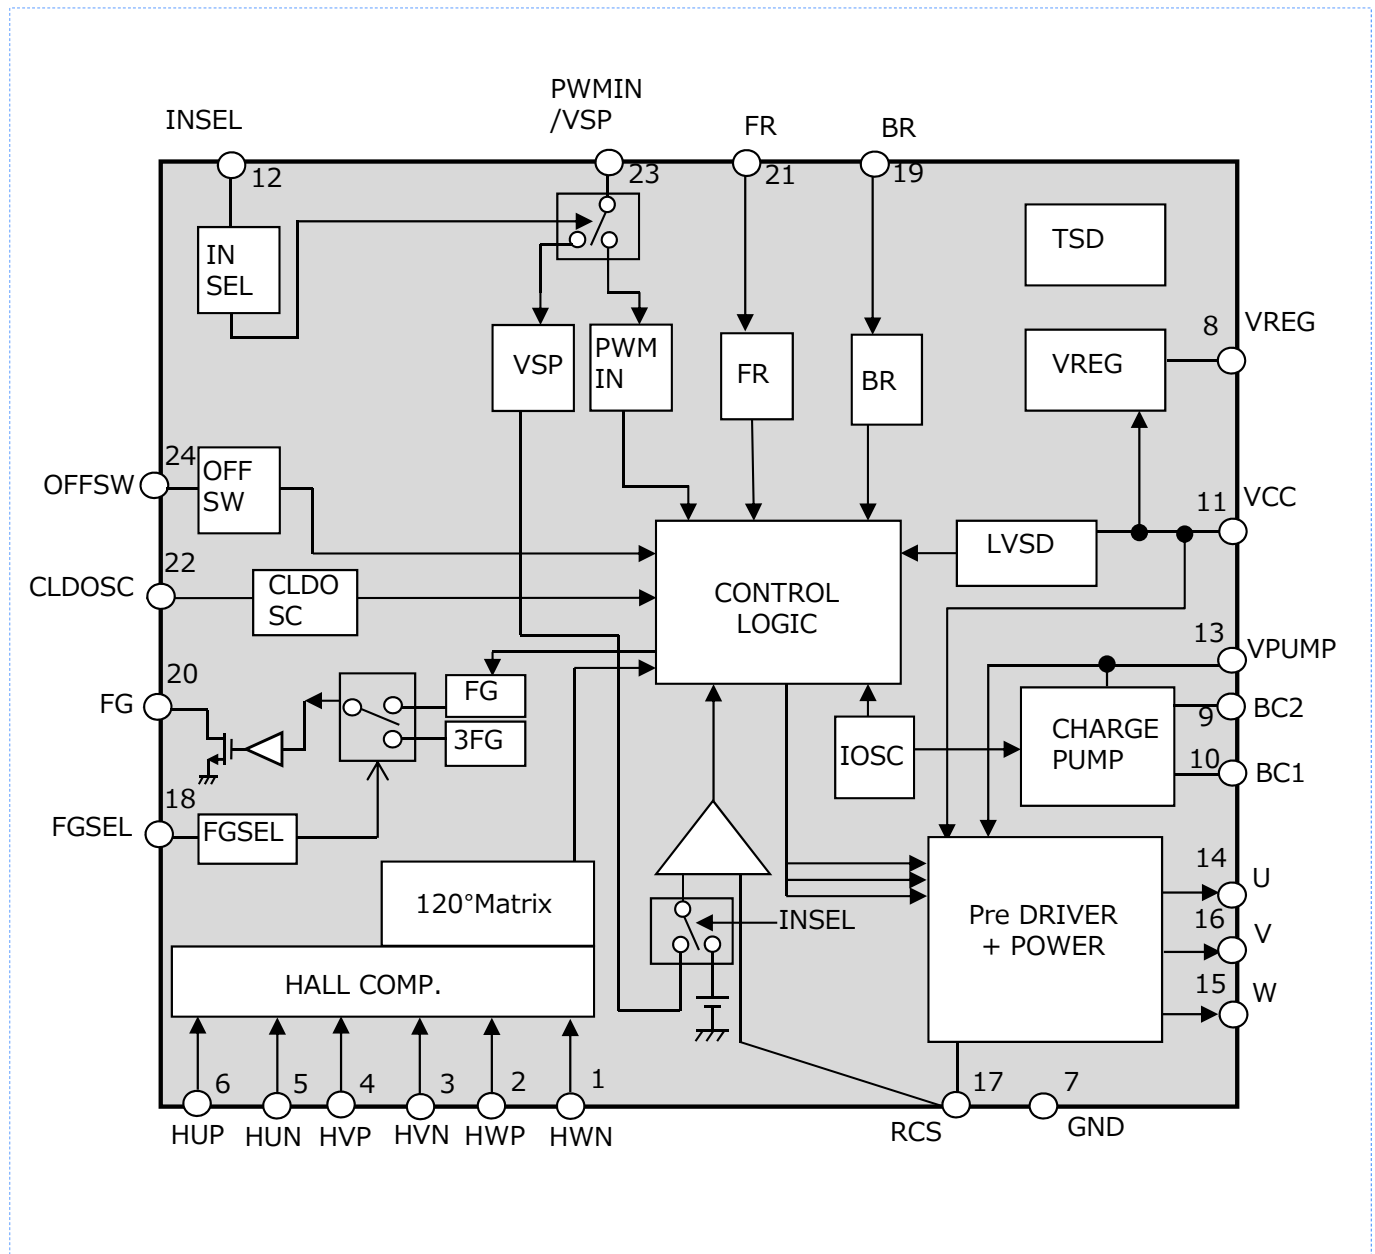 PWMIN
/VSP
INSEL
FR
BR
12
23
21
19
IN
SEL
TSD
VREG
8
VSP
PWM
IN
FR
BR
VREG
24
OFFSW
OFF
SW
VCC
11
LVSD
22
CLDOSC
CLDO
SC
CONTROL
LOGIC
13
VPUMP
20
FG
FG
3FG
BC2
9
CHARGE
PUMP
IOSC
10
BC1
18
FGSEL
FGSEL
14
U
120°Matrix
INSEL
Pre DRIVER
+ POWER
16
V
HALL COMP.
15
W
6
5
4
3
2
1
17
7
HUP
HUN
HVP
HVN
HWP
HWN
RCS
GND